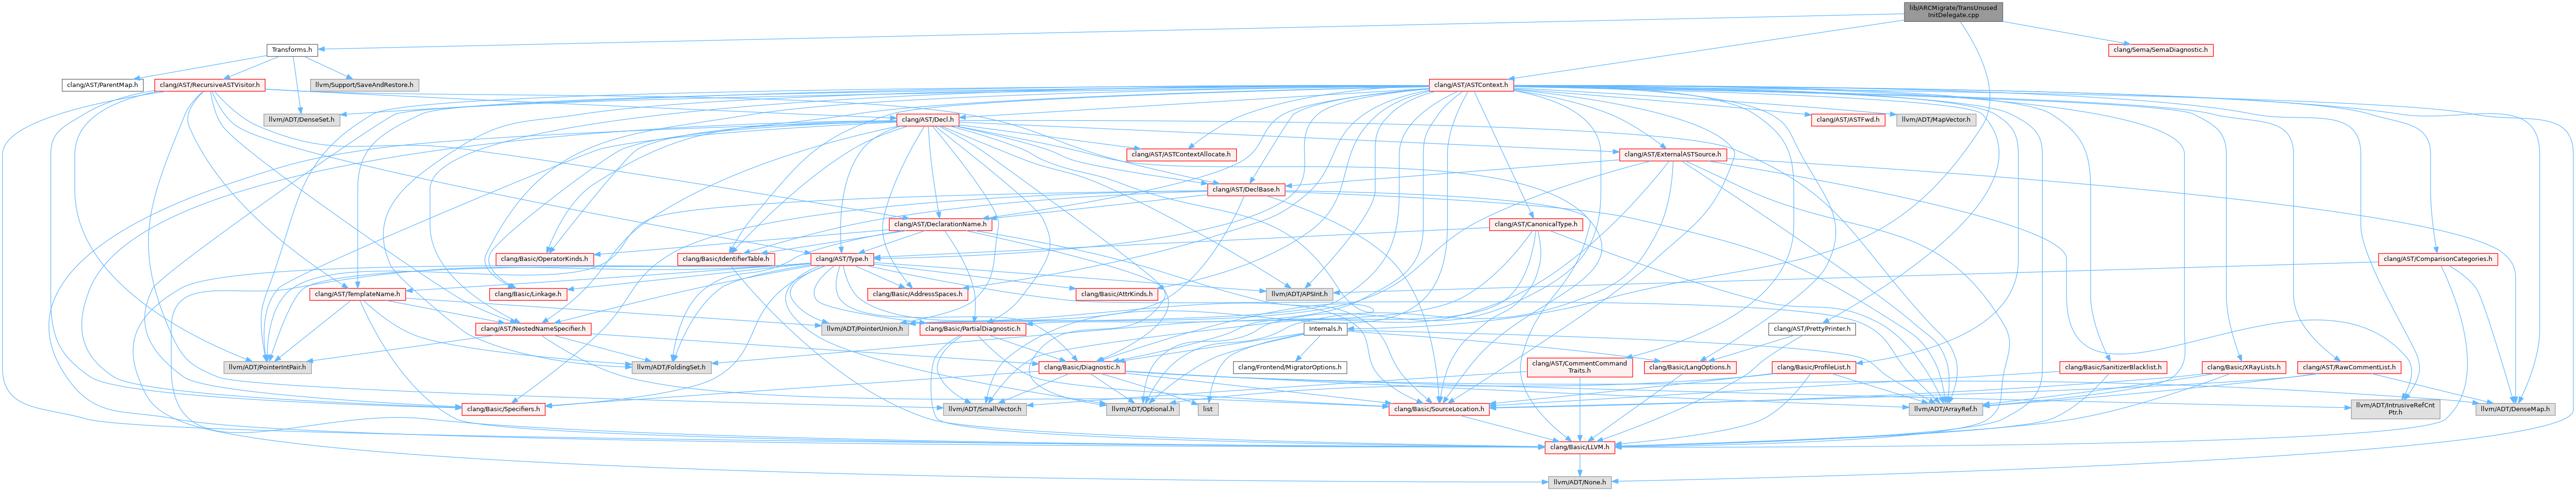 lib/ARCMigrate/TransUnused
InitDelegate.cpp
Transforms.h
clang/Sema/SemaDiagnostic.h
clang/AST/ParentMap.h
clang/AST/RecursiveASTVisitor.h
llvm/Support/SaveAndRestore.h
clang/AST/ASTContext.h
llvm/ADT/DenseSet.h
clang/AST/Decl.h
clang/AST/ASTFwd.h
llvm/ADT/MapVector.h
clang/AST/ASTContextAllocate.h
clang/AST/ExternalASTSource.h
clang/AST/DeclBase.h
clang/AST/DeclarationName.h
clang/AST/CanonicalType.h
clang/Basic/OperatorKinds.h
clang/Basic/IdentifierTable.h
clang/AST/Type.h
clang/AST/ComparisonCategories.h
clang/AST/TemplateName.h
clang/Basic/Linkage.h
clang/Basic/AddressSpaces.h
clang/Basic/AttrKinds.h
llvm/ADT/APSInt.h
clang/AST/NestedNameSpecifier.h
llvm/ADT/PointerUnion.h
clang/Basic/PartialDiagnostic.h
Internals.h
clang/AST/PrettyPrinter.h
llvm/ADT/PointerIntPair.h
llvm/ADT/FoldingSet.h
clang/Basic/Diagnostic.h
clang/Frontend/MigratorOptions.h
clang/AST/CommentCommand
Traits.h
clang/Basic/LangOptions.h
clang/Basic/ProfileList.h
clang/Basic/SanitizerBlacklist.h
clang/Basic/XRayLists.h
clang/AST/RawCommentList.h
clang/Basic/Specifiers.h
llvm/ADT/SmallVector.h
llvm/ADT/Optional.h
list
clang/Basic/SourceLocation.h
llvm/ADT/ArrayRef.h
llvm/ADT/IntrusiveRefCnt
Ptr.h
llvm/ADT/DenseMap.h
clang/Basic/LLVM.h
llvm/ADT/None.h